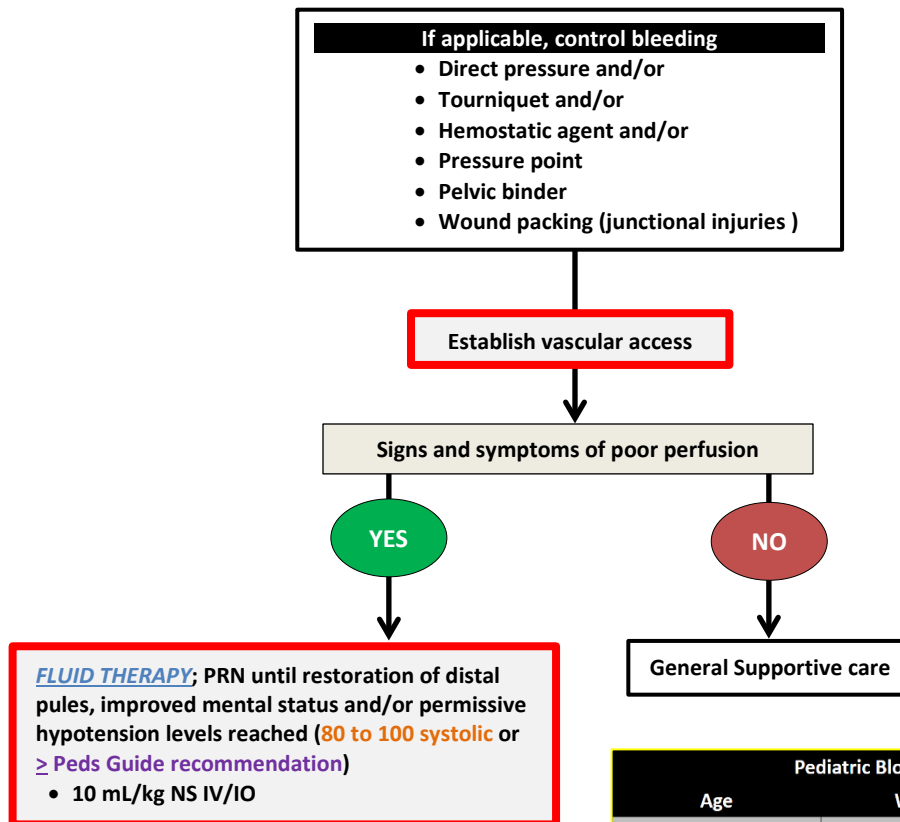 If applicable, control bleeding
• Direct pressure and/or
• Tourniquet and/or
• Hemostatic agent and/or
• Pressure point
• Pelvic binder
• Wound packing (junctional injuries )
Establish vascular access
Signs and symptoms of poor perfusion
YES
NO
FLUID THERAPY; PRN until restoration of distal
pules, improved mental status and/or permissive
hypotension levels reached (80 to 100 systolic or
≥ Peds Guide recommendation)
• 10 mL/kg NS IV/IO
General Supportive care
Pediatric
Age